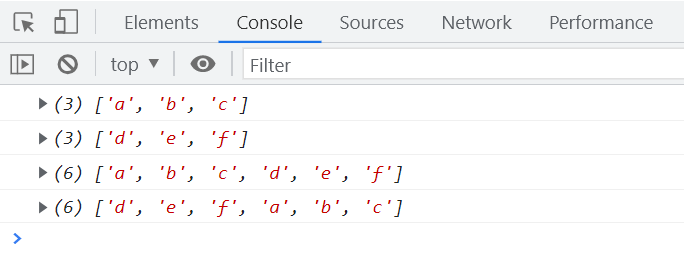 Elements Console Sources Network Performance
top ▼ Filter
▶ (3) ['a', 'b', 'c']
▶ (3) ['d', 'e', 'f']
▶ (6) ['a', 'b', 'c', 'd', 'e', 'f']
▶ (6) ['d', 'e', 'f', 'a', 'b', 'c']
>